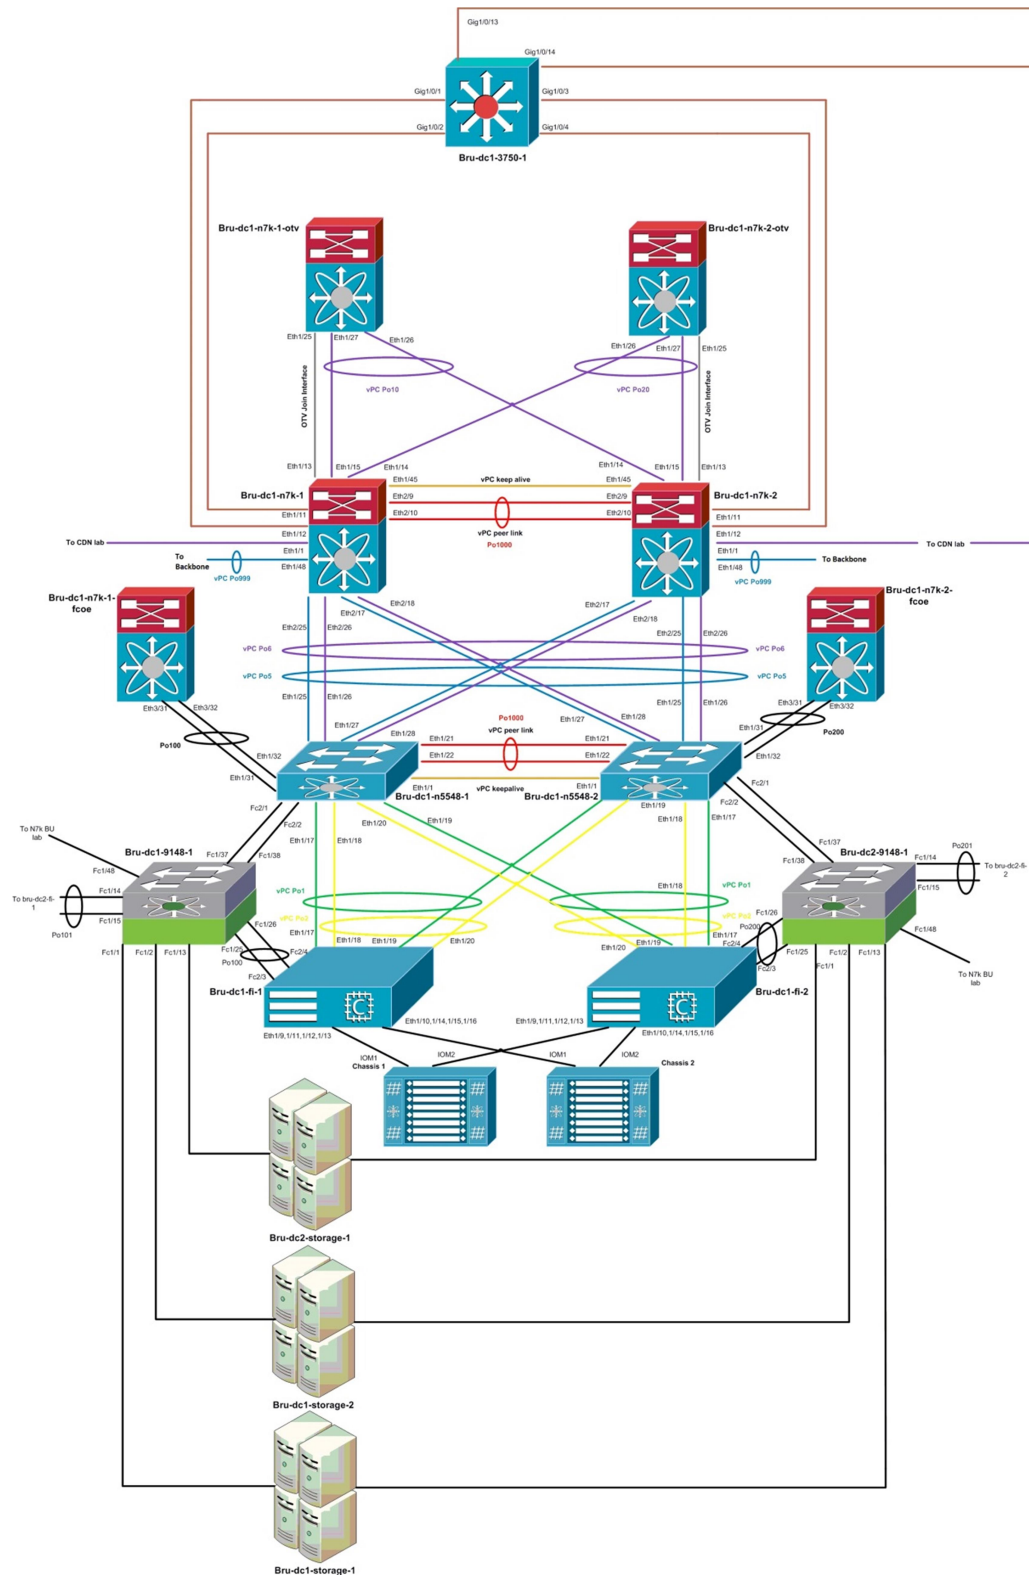 Gig1/0/13
Gig1/0/14
Gig1/0/1
Gig1/0/3
Gig1/0/2
Gig1/0/4
Bru-dc1-3750-1
Bru-dc1-n7k-1-otv
Bru-dc1-n7k-2-otv
Eth1/25
Eth1/27
Eth1/26
Eth1/26
Eth1/27
Eth1/25
OTV Join Interface
vPC Po10
vPC Po20
OTV Join Interface
Eth1/13
Eth1/15
Eth1/14
Eth1/14
Eth1/15
Eth1/13
Eth1/45
vPC keep alive
Eth1/45
Bru-dc1-n7k-1
Eth2/9
Eth2/9
Bru-dc1-n7k-2
Eth1/11
Eth2/10
Eth2/10
Eth1/11
Eth1/12
vPC peer link
Eth1/12
To CDN lab
Po1000
To CDN lab
Eth1/1
Eth1/1
To
Backbone
To Backbone
Eth1/48
Eth1/48
vPC Po999
vPC Po999
Bru-dc1-n7k-1-
fcoe
Bru-dc1-n7k-2-
fcoe
Eth2/18
Eth2/17
Eth2/17
Eth2/18
Eth2/25
Eth2/26
Eth2/25
Eth2/26
vPC Po6
vPC Po6
vPC Po5
vPC Po5
Eth3/31
Eth3/32
Eth1/25
Eth1/26
Eth1/27
Eth1/28
Eth1/25
Eth1/26
Eth3/31
Eth3/32
Po1000
Eth1/27
Eth1/31
Po200
vPC peer link
Eth1/28
Eth1/21
Eth1/21
Po100
Eth1/32
Eth1/22
Eth1/22
Eth1/32
Eth1/31
Eth1/1
vPC keepalive
Eth1/1
Bru-dc1-n5548-1
Bru-dc1-n5548-2
Fc2/1
Fc2/1
Fc2/2
Fc2/2
Eth1/20
Eth1/19
Eth1/19
Eth1/17
Eth1/18
Eth1/18
Eth1/17
To N7k BU
lab
Bru-dc1-9148-1
Fc1/37
Fc1/38
Fc1/37
Fc1/38
Bru-dc2-9148-1
Po201
Fc1/48
Fc1/14
Fc1/14
To bru-dc2-fi-
1
To bru-dc2-fi-
2
Fc1/15
Fc1/15
Po101
vPC Po1
Eth1/18
vPC Po1
vPC Po2
vPC Po2
Fc1/26
Fc1/26
Po200
Fc1/1
Fc1/2
Fc1/13
Fc1/25
Po100
Fc2/4
Fc2/3
Eth1/17
Eth1/18
Eth1/19
Eth1/20
Eth1/20
Eth1/19
Eth1/17
Fc2/4
Fc2/3
Fc1/25
Fc1/1
Fc1/2
Fc1/13
Fc1/48
To N7k BU
lab
Bru-dc1-fi-1
Bru-dc1-fi-2
Eth1/9,1/11,1/12,1/13
Eth1/10,1/14,1/15,1/16
Eth1/9,1/11,1/12,1/13
Eth1/10,1/14,1/15,1/16
IOM1
IOM2
IOM1
IOM2
Chassis 1
Chassis 2
Bru-dc2-storage-1
Bru-dc1-storage-2
Bru-dc1-storage-1